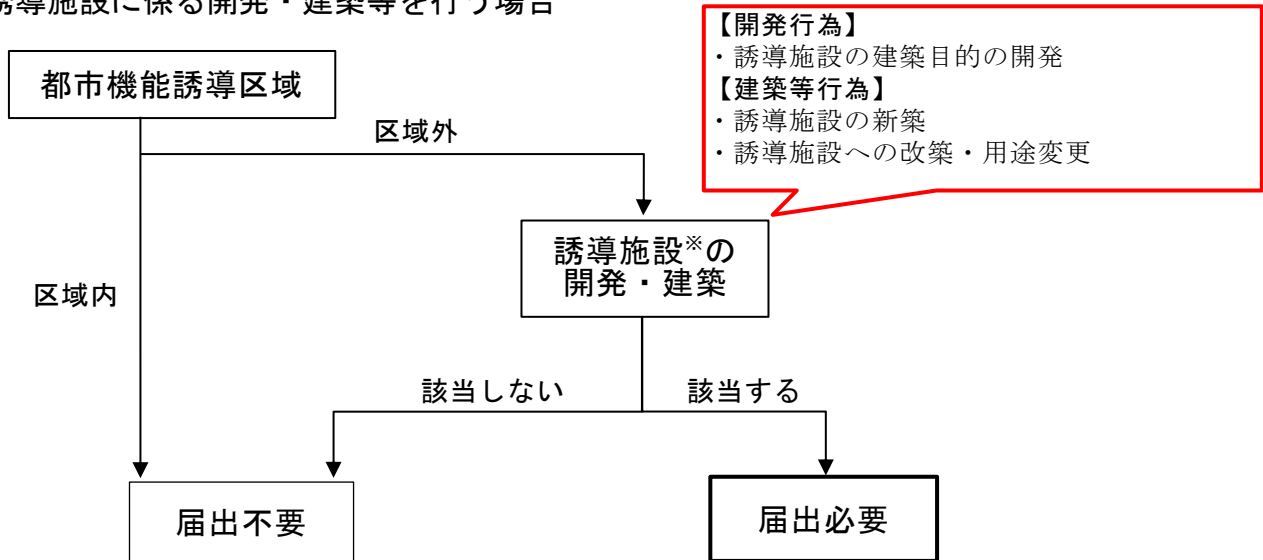 誘導施設に係る開発・建築等を行う場合
【開発行為】
・誘導施設の建築目的の開発
【建築等行為】
・誘導施設の新築
・誘導施設への改築・用途変更
都市機能誘導区域
区域外
誘導施設※の
開発・建築
区域内
該当しない
該当する
届出不要
届出必要